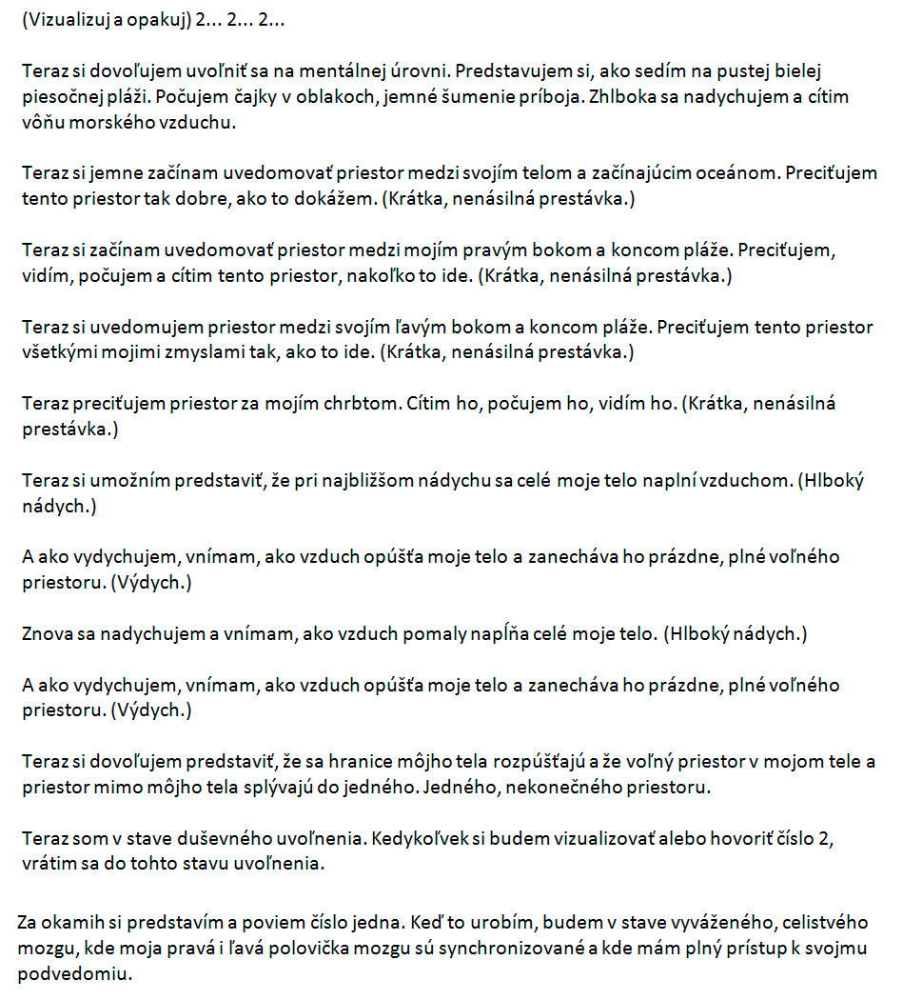 (Vizualizuj a opakuj) 2... 2... 2...
Teraz si dovoľujem uvoľniť sa na mentálnej úrovni. Predstavujem si, ako sedím na pustej bielej
piesočnej pláži. Počujem čajky v oblakoch, jemné šumenie príboja. Zhlboka sa nadychujem a cítim
vôňu morského vzduchu.
Teraz si jemne začínam uvedomovať priestor medzi svojím telom a začínajúcim oceánom. Preciťujem
tento priestor tak dobre, ako to dokážem. (Krátka, nenásilná prestávka.)
Teraz si začínam uvedomovať priestor medzi mojím pravým bokom a koncom pláže. Preciťujem,
vidím, počujem a cítim tento priestor, nakoľko to ide. (Krátka, nenásilná prestávka.)
Teraz si uvedomujem priestor medzi svojím ľavým bokom a koncom pláže. Preciťujem tento priestor
všetkými mojimi zmyslami tak, ako to ide. (Krátka, nenásilná prestávka.)
Teraz preciťujem priestor za mojím chrbtom. Cítim ho, počujem ho, vidím ho. (Krátka, nenásilná
prestávka.)
Teraz si umožním predstaviť, že pri najbližšom nádychu sa celé moje telo naplní vzduchom. (Hlboký
nádych.)
A ako vydychujem, vnímam, ako vzduch opúšťa moje telo a zanecháva ho prázdne, plné voľného
priestoru. (Výdych.)
Znova sa nadychujem a vnímam, ako vzduch pomaly napĺňa celé moje telo. (Hlboký nádych.)
A ako vydychujem, vnímam, ako vzduch opúšťa moje telo a zanecháva ho prázdne, plné voľného
priestoru. (Výdych.)
Teraz si dovoľujem predstaviť, že sa hranice môjho tela rozpúšťajú a že voľný priestor v mojom tele a
priestor mimo môjho tela splývajú do jedného. Jedného, nekonečného priestoru.
Teraz som v stave duševného uvoľnenia. Kedykoľvek si budem vizualizovať alebo hovoriť číslo 2,
vrátim sa do tohto stavu uvoľnenia.
Za okamih si predstavím a poviem číslo jedna. Keď to urobím, budem v stave vyváženého, celistvého
mozgu, kde moja pravá i ľavá polovička mozgu sú synchronizované a kde mám plný prístup k svojmu
podvedomiu.